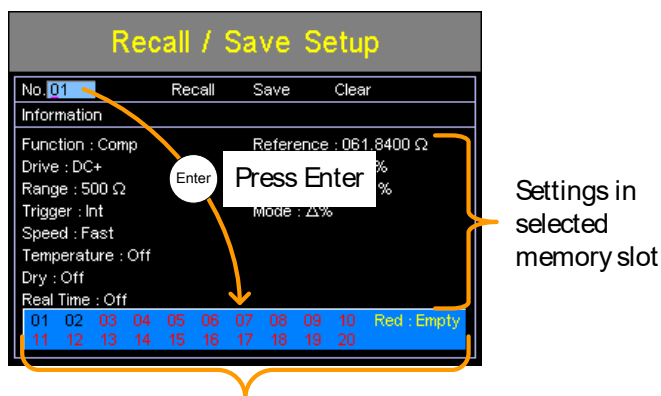 Recall / Save Setup
No.01 Recall Save Clear
Information
Function : Comp Reference : 061.8400 Ω
Drive : DC+ %
Range : 500 Ω %
Trigger : Int Mode : Δ%
Speed : Fast
Temperature : Off
Dry : Off
Real Time : Off
01 02 03 04 05 06 07 08 09 10 Red : Empty
11 12 13 14 15 16 17 18 19 20
Enter
Press Enter
Settings in
selected
memory slot